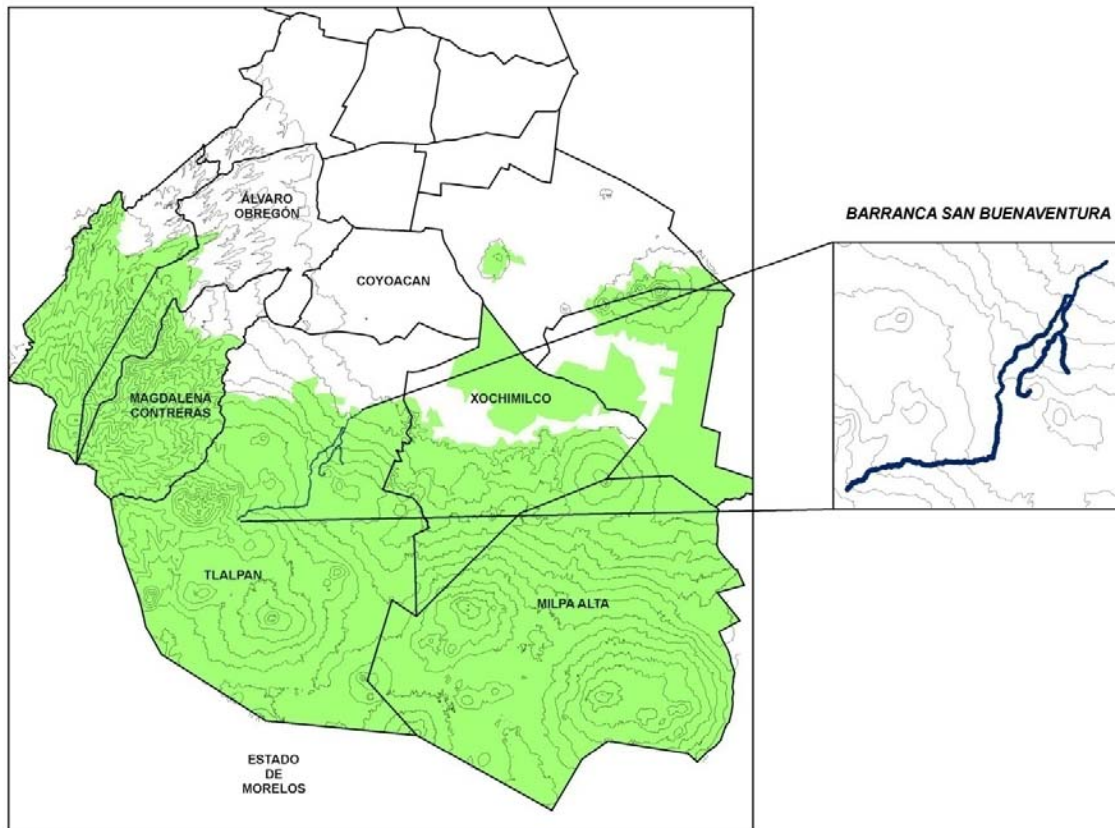 ÁLVARO
OBREGÓN
BARRANCA SAN BUENAVENTURA
COYOACAN
MAGDALENA
CONTRERAS
XOCHIMILCO
TLALPAN
MILPA ALTA
ESTADO
DE
MORELOS